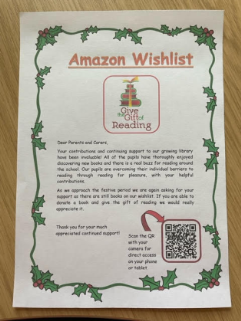 Amazon Wishlist
Give
the Gift of
Reading
Dear Parents and Carers,
Your contributions and continuing support to our growing library
have been invaluable! All of the pupils have thoroughly enjoyed
discovering new books and there is a real buzz for reading around
the school. Our pupils are overcoming their individual barriers to
reading through reading for pleasure, with your helpful
contributions.
As we approach the festive period we are again asking for your
support as there are still books on our wishlist. If you are able to
donate a book and give the gift of reading we would really
appreciate it.
Thank you for your much
appreciated continued support!
Scan the QR
with your
camera for
direct access
on your phone
or tablet.